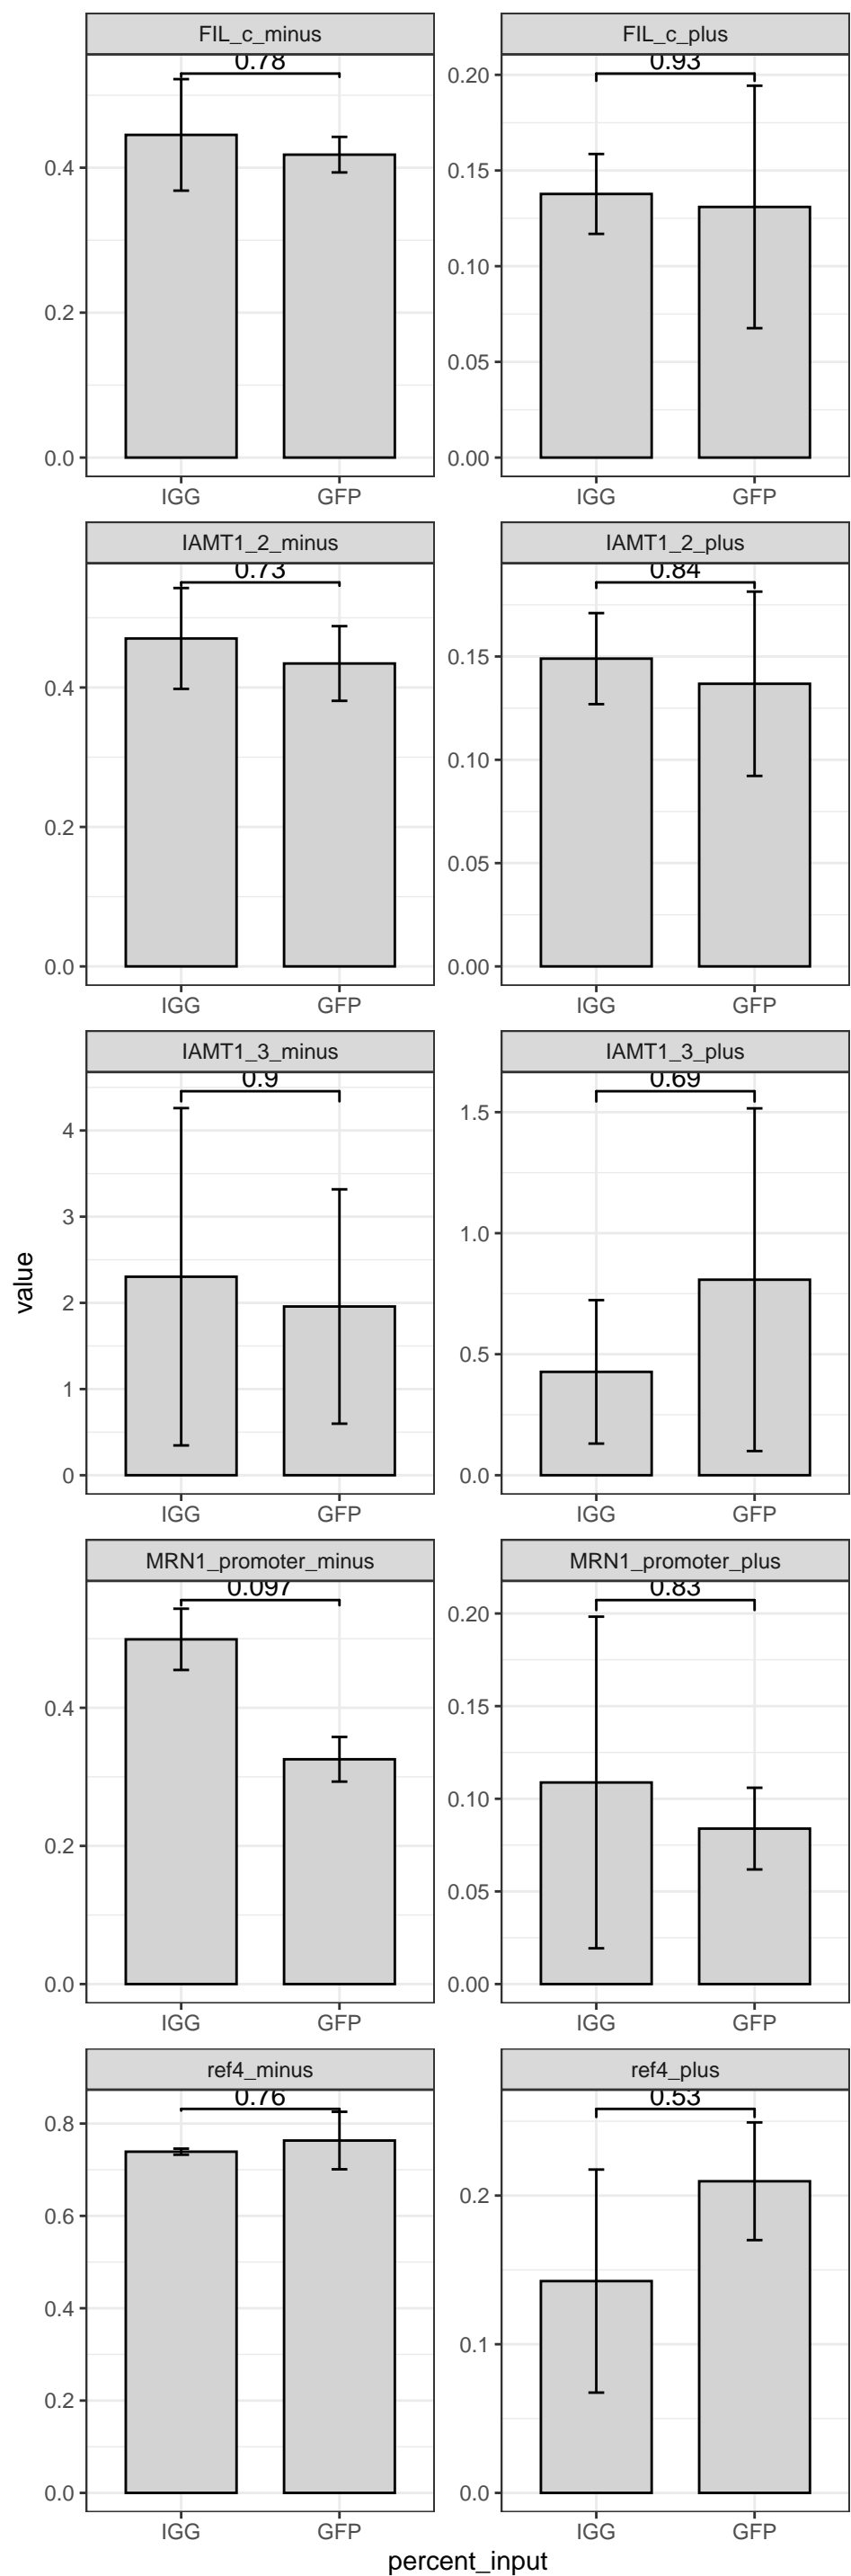 FIL_c_minus
FIL_c_plus
0.78
0.93
0.4
0.2
0.0
0.20
0.15
0.10
0.05
0.00
IGG
GFP
IGG
GFP
IAMT1_2_minus
IAMT1_2_plus
0.73
0.84
0.4
0.2
0.0
0.15
0.10
0.05
0.00
IGG
GFP
IGG
GFP
IAMT1_3_minus
IAMT1_3_plus
0.9
0.69
4
3
2
1
0
1.5
1.0
0.5
0.0
value
IGG
GFP
IGG
GFP
MRN1_promoter_minus
MRN1_promoter_plus
0.097
0.83
0.4
0.2
0.0
0.20
0.15
0.10
0.05
0.00
IGG
GFP
IGG
GFP
ref4_minus
ref4_plus
0.76
0.53
0.8
0.6
0.4
0.2
0.0
0.2
0.1
0.0
IGG
GFP
IGG
GFP
percent_input